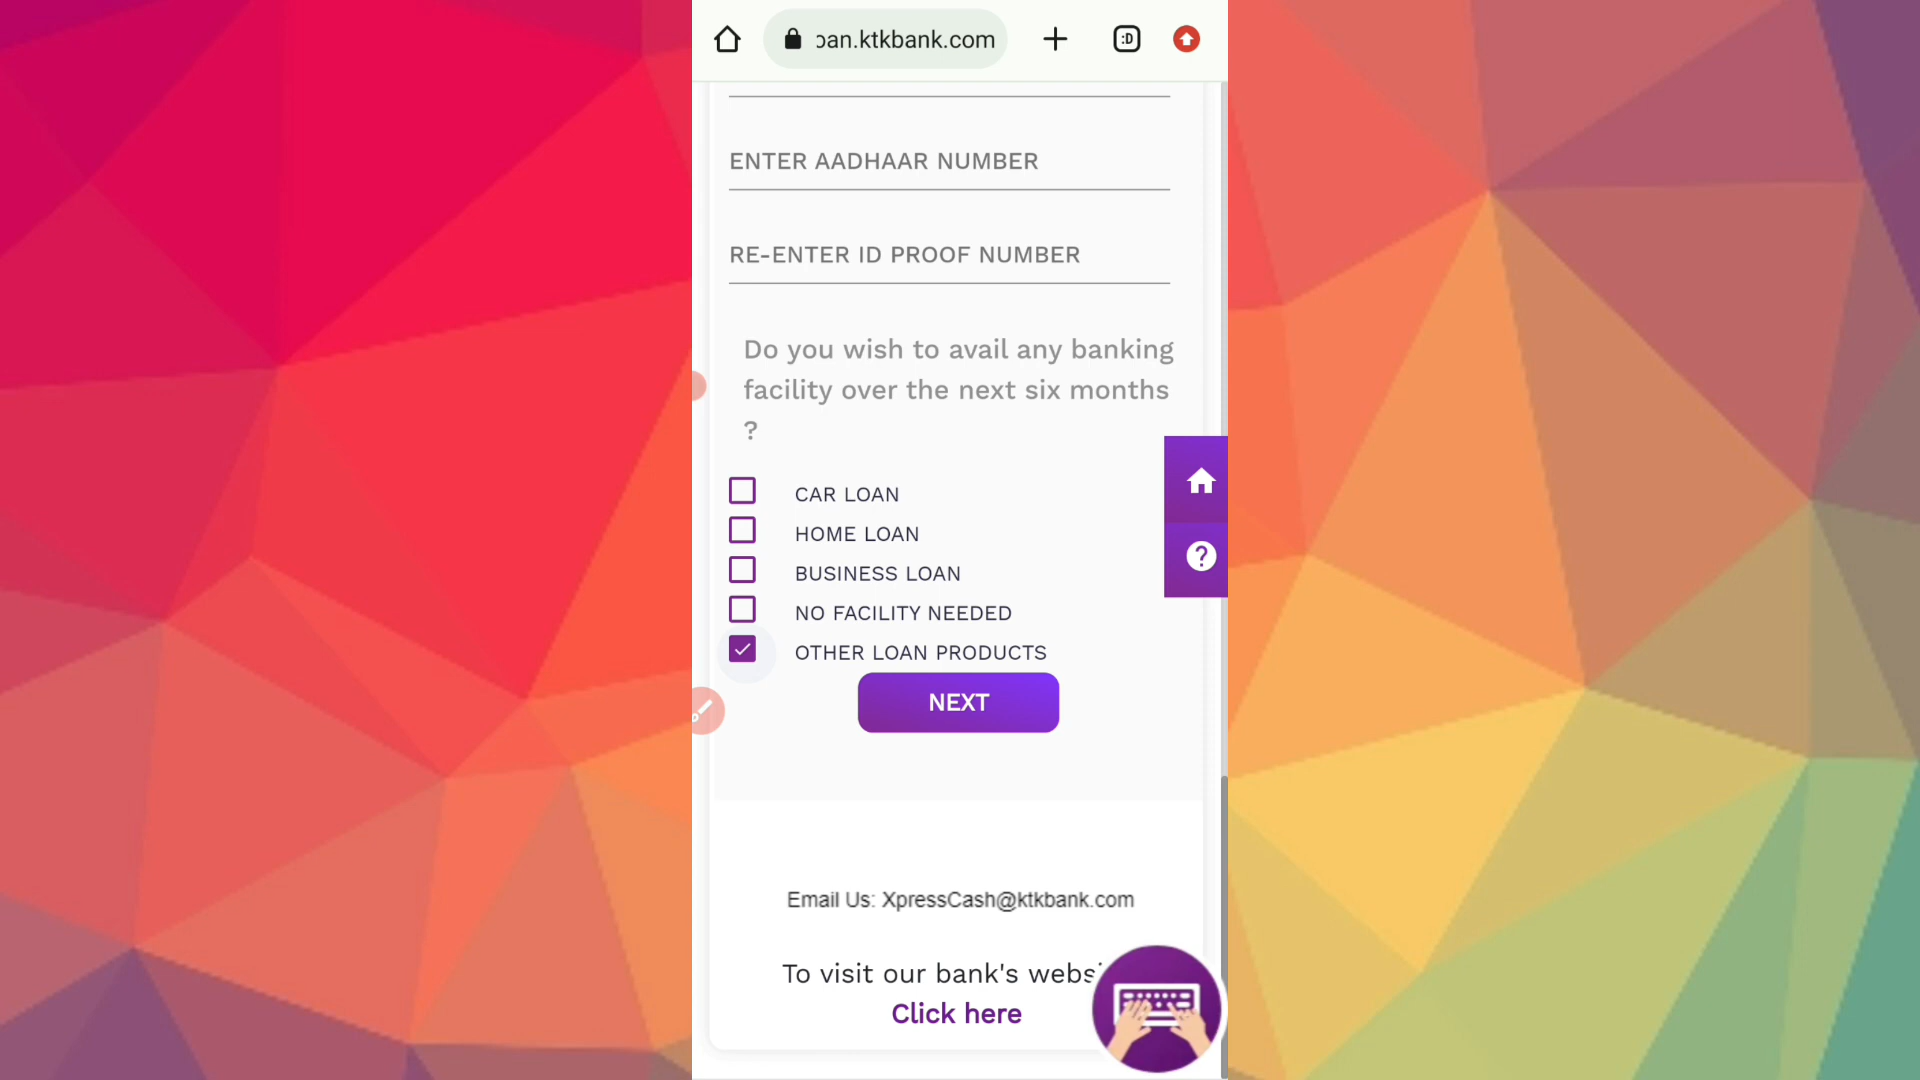 oan.ktkbank.com
:D
ENTER AADHAAR NUMBER
RE-ENTER ID PROOF NUMBER
Do you wish to avail any banking
facility over the next six months
?
CAR LOAN
HOME LOAN
BUSINESS LOAN
NO FACILITY NEEDED
OTHER LOAN PRODUCTS
NEXT
Email Us: XpressCash@ktkbank.com
To visit our bank's websi
Click here